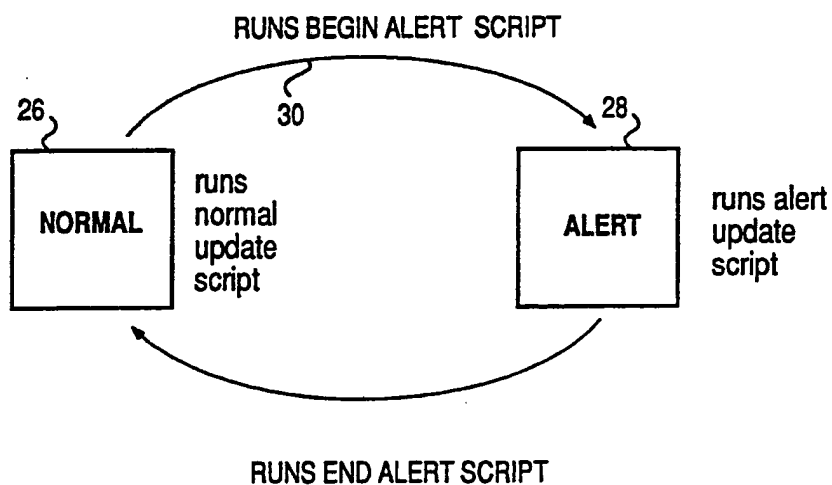 RUNS BEGIN ALERT SCRIPT
30
26
NORMAL
runs
normal
update
script
28
ALERT
runs alert
update
script
RUNS END ALERT SCRIPT